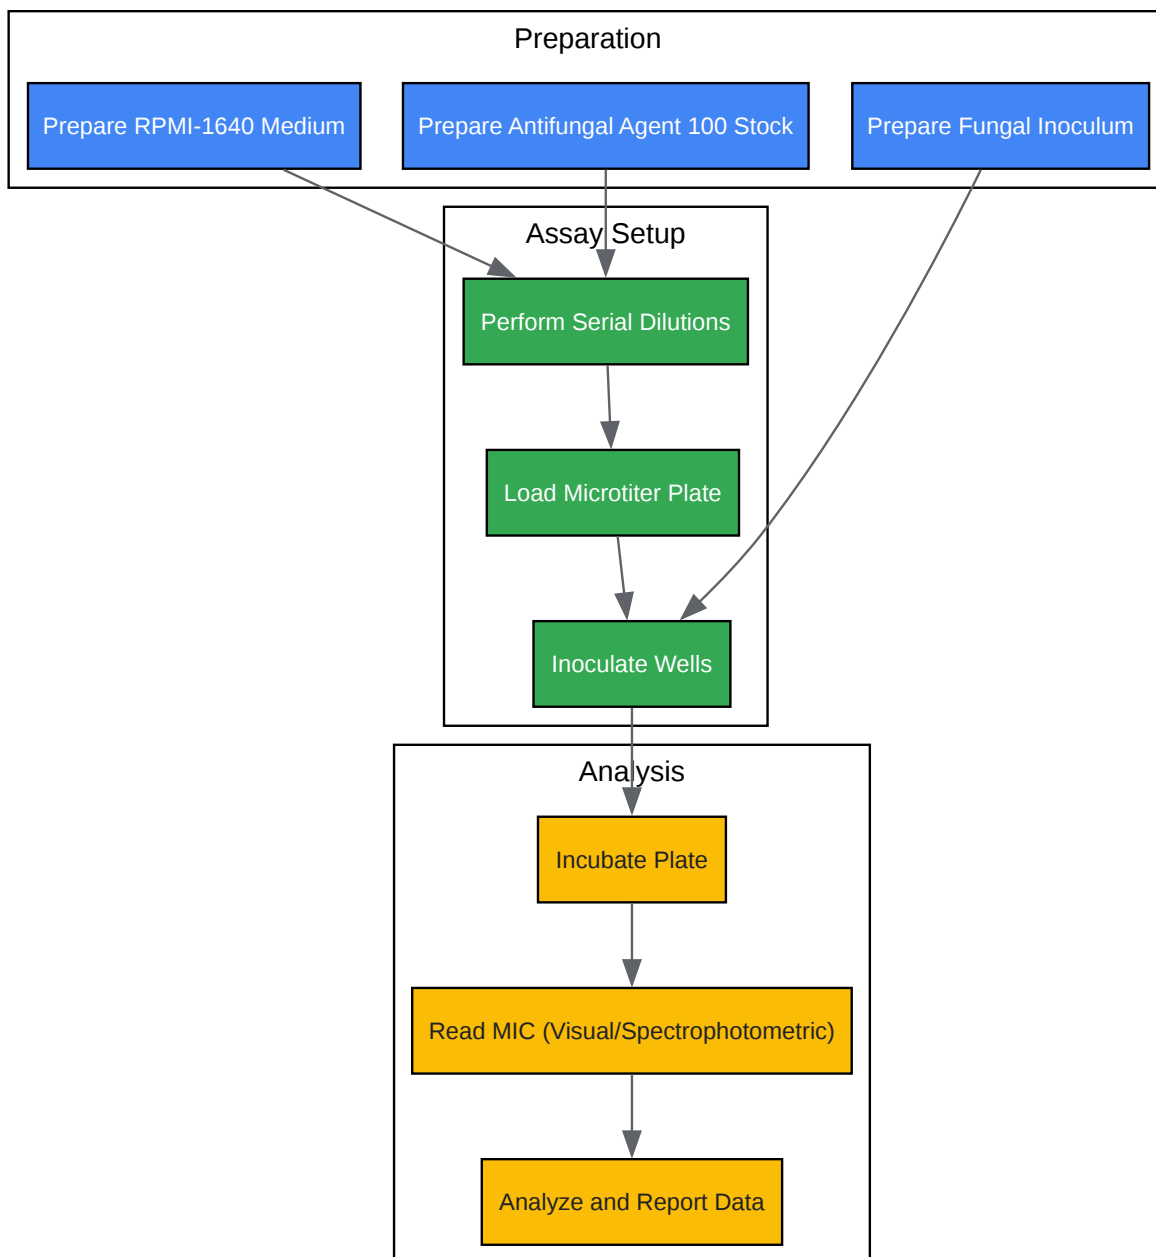 Preparation
Prepare RPMI-1640 Medium
Prepare Antifungal Agent 100 Stock
Prepare Fungal Inoculum
Assay Setup
Perform Serial Dilutions
Load Microtiter Plate
Inoculate Wells
Analysis
Incubate Plate
Read MIC (Visual/Spectrophotometric)
Analyze and Report Data